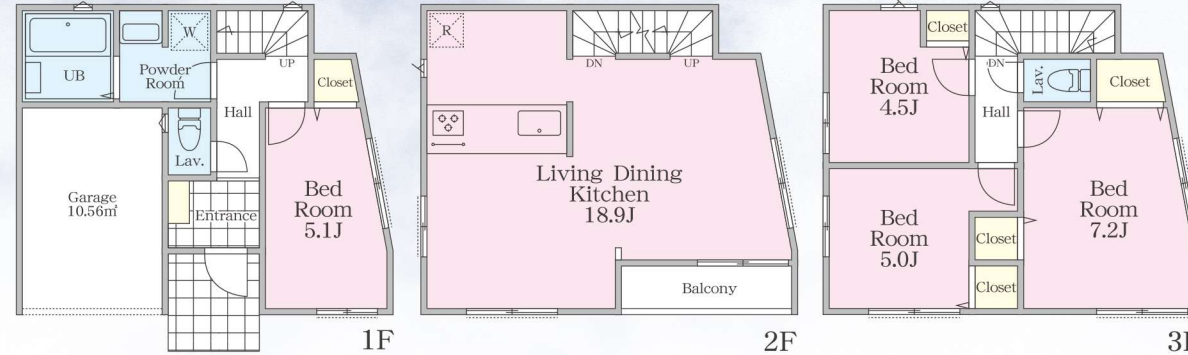 UB
Powder
Room
W
UP
Closet
Hall
Lav.
Garage
10.56㎡
Entrance
Bed
Room
5.1J
1F
R
DN
UP
Living Dining
Kitchen
18.9J
Balcony
2F
Closet
Bed
Room
4.5J
DN
Lav.
Closet
Hall
Bed
Room
5.0J
Closet
Closet
Bed
Room
7.2J
3F